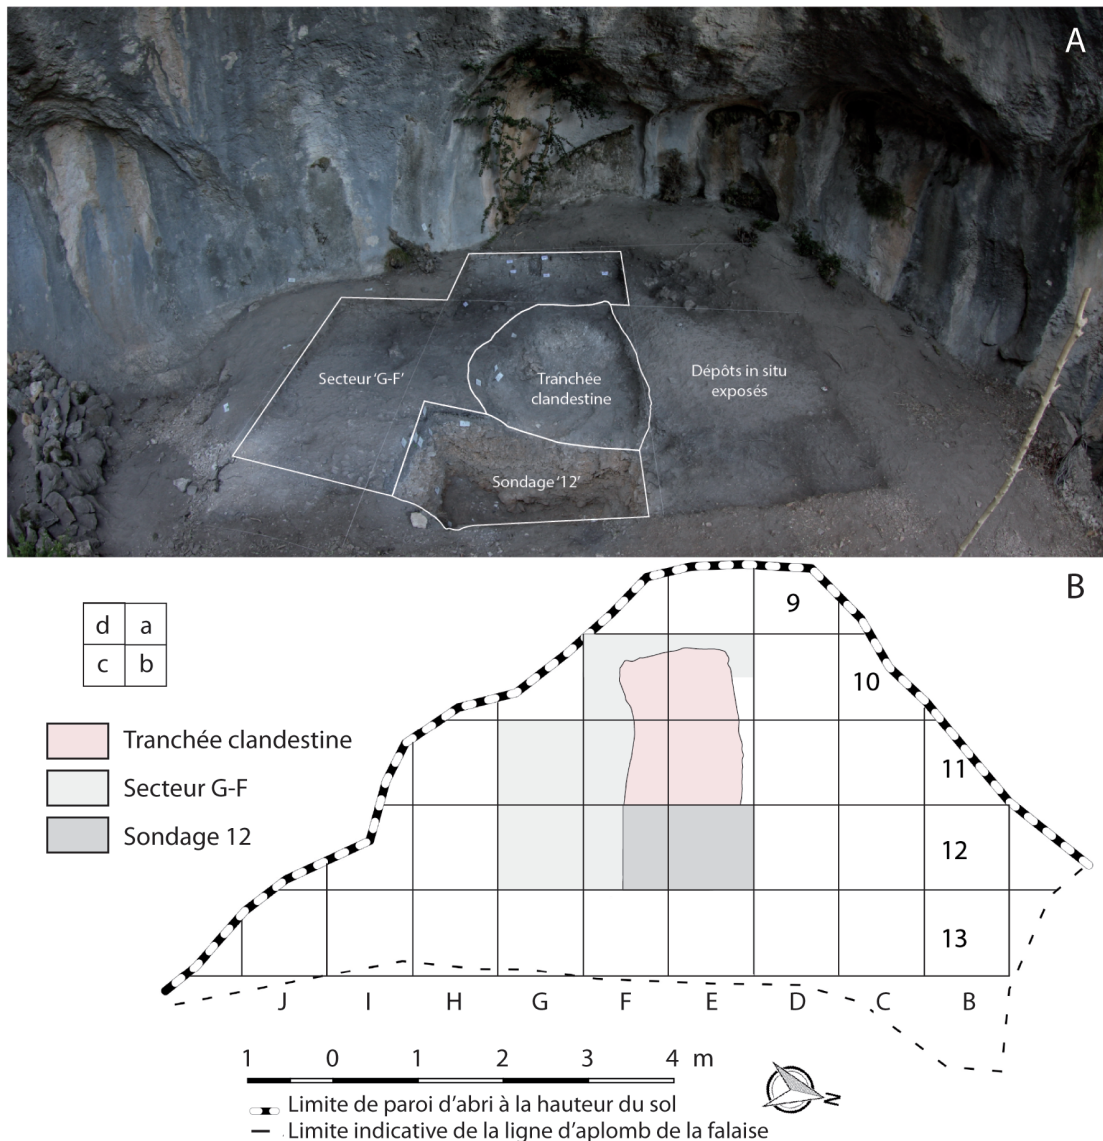 A
Secteur ‘G-F’
Tranchée
clandestine
Dépôts in situ
exposés
Sondage ‘12’
B
d a
c b
9
10
11
12
13
Tranchée clandestine
Secteur G-F
Sondage 12
J I H G F E D C B
1 0 1 2 3 4 m
N
Limite de paroi d’abri à la hauteur du sol
Limite indicative de la ligne d’aplomb de la falaise